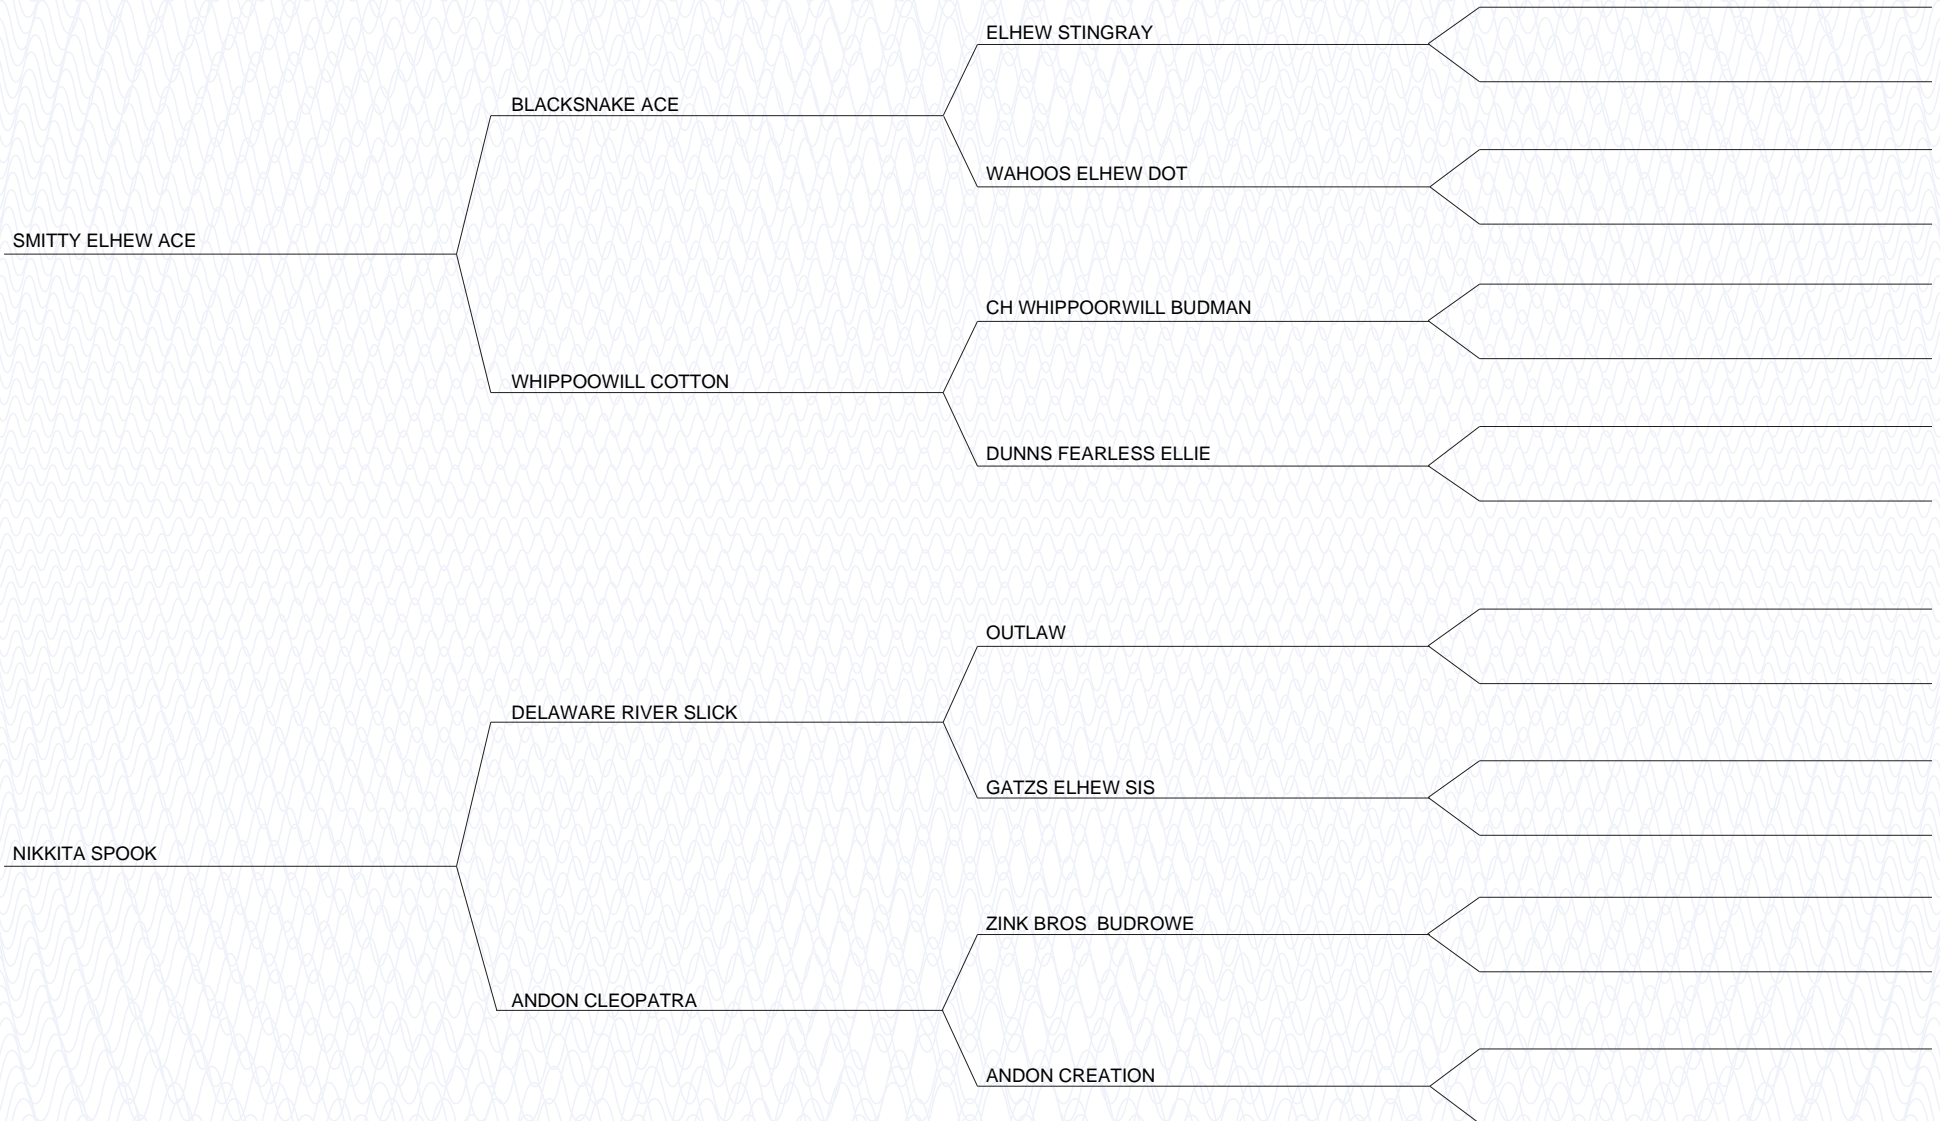 ELHEW STINGRAY
BLACKSNAKE ACE
WAHOOS ELHEW DOT
SMITTY ELHEW ACE
CH WHIPPOORWILL BUDMAN
WHIPPOOWILL COTTON
DUNNS FEARLESS ELLIE
OUTLAW
DELAWARE RIVER SLICK
GATZS ELHEW SIS
NIKKITA SPOOK
ZINK BROS  BUDROWE
ANDON CLEOPATRA
ANDON CREATION